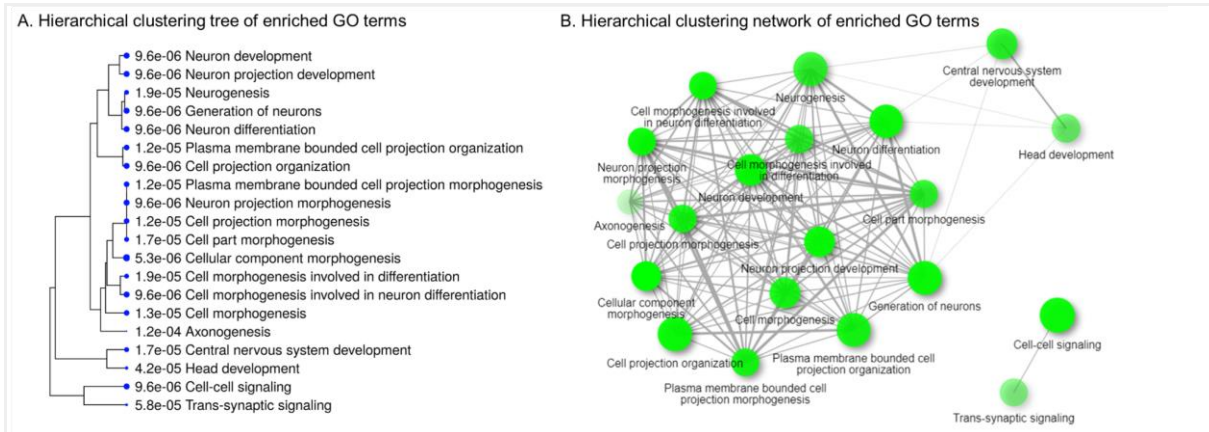 A. Hierarchical clustering tree of enriched GO terms
9.6e-06 Neuron development
9.6e-06 Neuron projection development
1.9e-05 Neurogenesis
9.6e-06 Generation of neurons
9.6e-06 Neuron differentiation
1.2e-05 Plasma membrane bounded cell projection organization
9.6e-06 Cell projection organization
1.2e-05 Plasma membrane bounded cell projection morphogenesis
9.6e-06 Neuron projection morphogenesis
1.2e-05 Cell projection morphogenesis
1.7e-05 Cell part morphogenesis
5.3e-06 Cellular component morphogenesis
1.9e-05 Cell morphogenesis involved in differentiation
9.6e-06 Cell morphogenesis involved in neuron differentiation
1.3e-05 Cell morphogenesis
1.2e-04 Axonogenesis
1.7e-05 Central nervous system development
4.2e-05 Head development
9.6e-06 Cell-cell signaling
5.8e-05 Trans-synaptic signaling
B. Hierarchical clustering network of enriched GO terms
Central nervous system
development
Neurogenesis
Cell morphogenesis involved
in neuron differentiation
Neuron differentiation
Head development
Neuron projection
morphogenesis
Cell morphogenesis involved
in differentiation
Neuron development
Cell part morphogenesis
Axonogenesis
Cell projection morphogenesis
Neuron projection development
Generation of neurons
Cellular component
morphogenesis
Cell morphogenesis
Cell-cell signaling
Cell projection organization
Plasma membrane bounded cell
projection organization
Plasma membrane bounded cell
projection morphogenesis
Trans-synaptic signaling